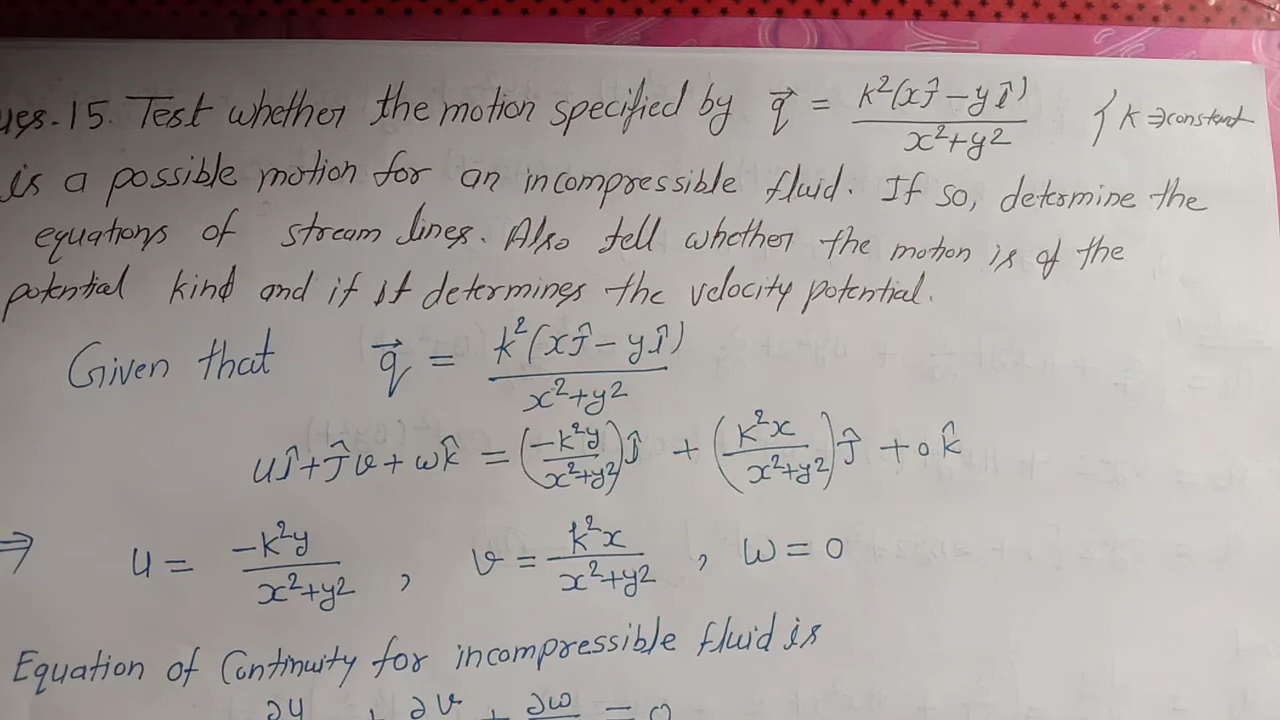 ues. 15. Test whether the motion specified by q⃗ = k²(xĵ - yî) / x²+y² { k ⇒ constant
is a possible motion for an incompressible fluid. If so, determine the
equations of stream lines. Also tell whether the motion is of the
potential kind and if it determines the velocity potential.
Given that q⃗ = k²(xĵ - yî) / x²+y²
uî + ĵv + wk̂ = (-k²y / x²+y²) î + (k²x / x²+y²) ĵ + 0 k̂
⇒ u = -k²y / x²+y² , v = k²x / x²+y² , w = 0
Equation of Continuity for incompressible fluid is
∂u + ∂v + ∂w = 0